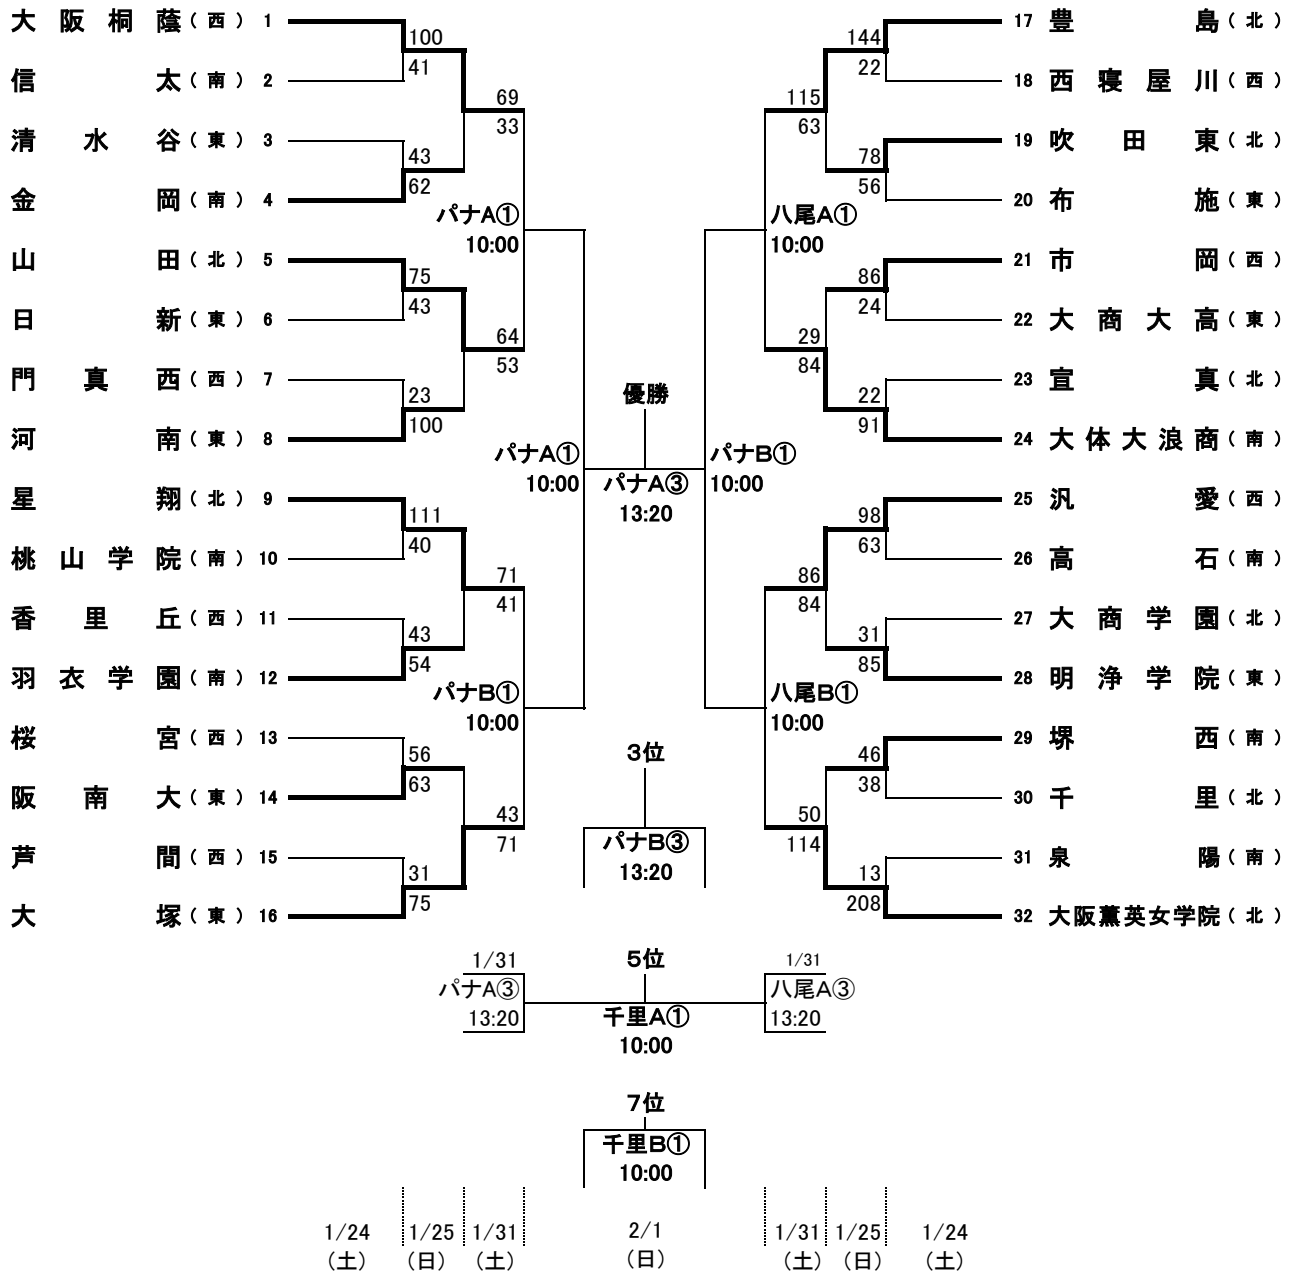 大阪桐蔭（西） 1
信太（南） 2
清水谷（東） 3
金岡（南） 4
山田（北） 5
日新（東） 6
門真西（西） 7
河南（東） 8
星翔（北） 9
桃山学院（南） 10
香里丘（西） 11
羽衣学園（南） 12
桜宮（西） 13
阪南大（東） 14
芦間（西） 15
大塚（東） 16
100
41
43
62
75
43
23
100
111
40
43
54
56
63
31
75
69
33
64
53
71
41
43
71
パナA①
10:00
パナB①
10:00
パナA①
10:00
優勝
パナA③
13:20
パナB①
10:00
八尾A①
10:00
八尾B①
10:00
115
63
29
84
86
84
50
114
144
22
78
56
86
24
22
91
98
63
31
85
46
38
13
208
17 豊島（北）
18 西寝屋川（西）
19 吹田東（北）
20 布施（東）
21 市岡（西）
22 大商大高（東）
23 宣真（北）
24 大体大浪商（南）
25 汎愛（西）
26 高石（南）
27 大商学園（北）
28 明浄学院（東）
29 堺西（南）
30 千里（北）
31 泉陽（南）
32 大阪薫英女学院（北）
3位
パナB③
13:20
1/31
パナA③
13:20
5位
千里A①
10:00
1/31
八尾A③
13:20
7位
千里B①
10:00
1/24 1/25 1/31 2/1 1/31 1/25 1/24
（土） （日） （土） （日） （土） （日） （土）